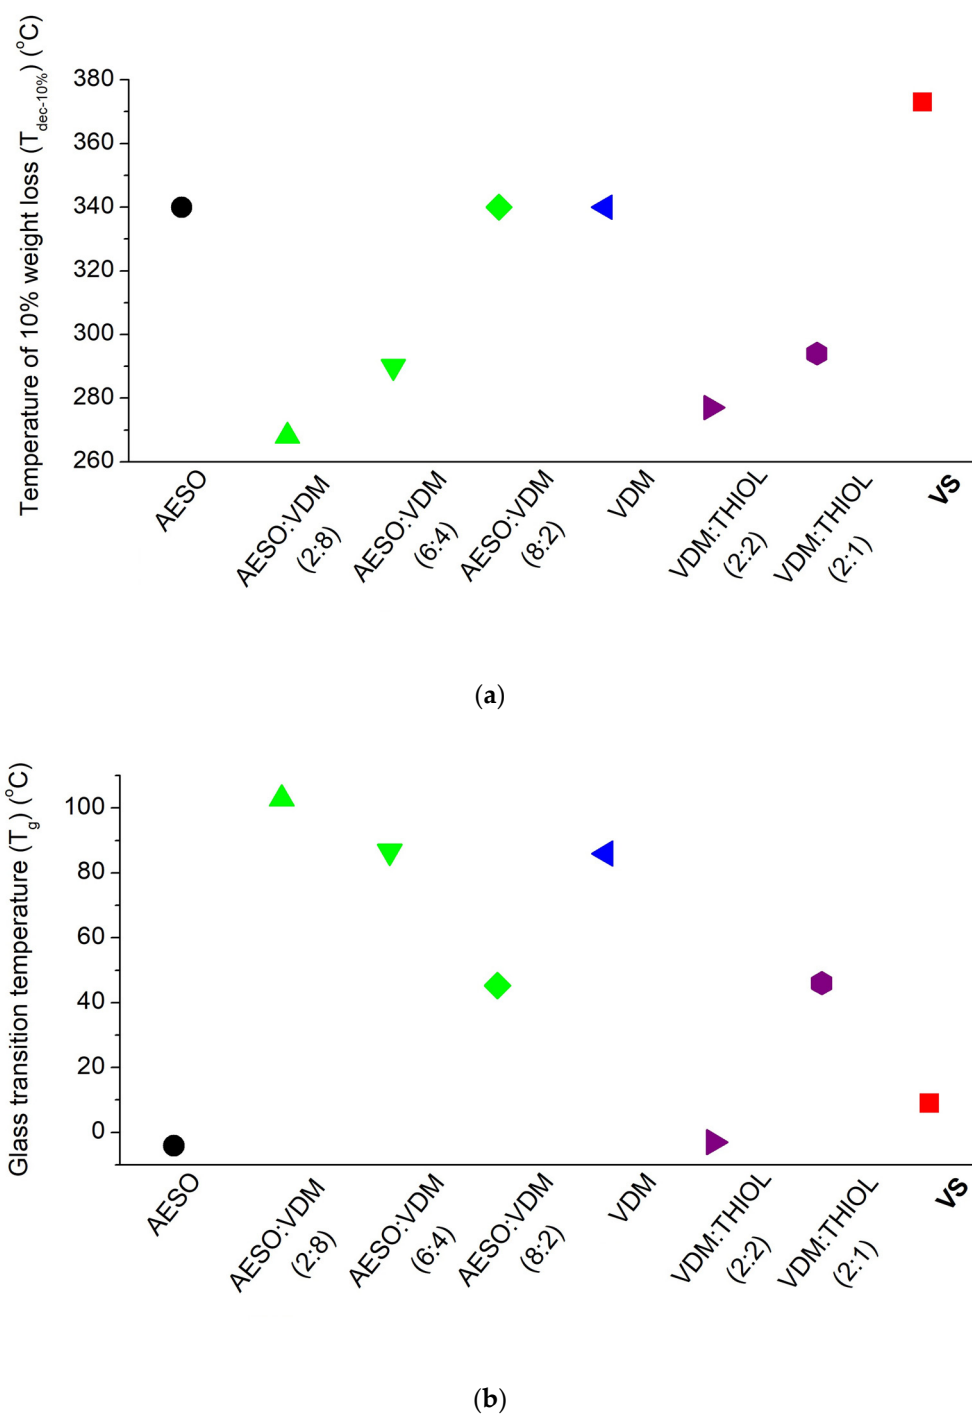 Temperature of 10% weight loss (Tdec-10%) (oC)
380
360
340
320
300
280
260
AESO
AESO:VDM
(2:8)
AESO:VDM
(6:4)
AESO:VDM
(8:2)
VDM
VDM:THIOL
(2:2)
VDM:THIOL
(2:1)
VS
(a)
Glass transition temperature (Tg) (oC)
100
80
60
40
20
0
AESO
AESO:VDM
(2:8)
AESO:VDM
(6:4)
AESO:VDM
(8:2)
VDM
VDM:THIOL
(2:2)
VDM:THIOL
(2:1)
VS
(b)